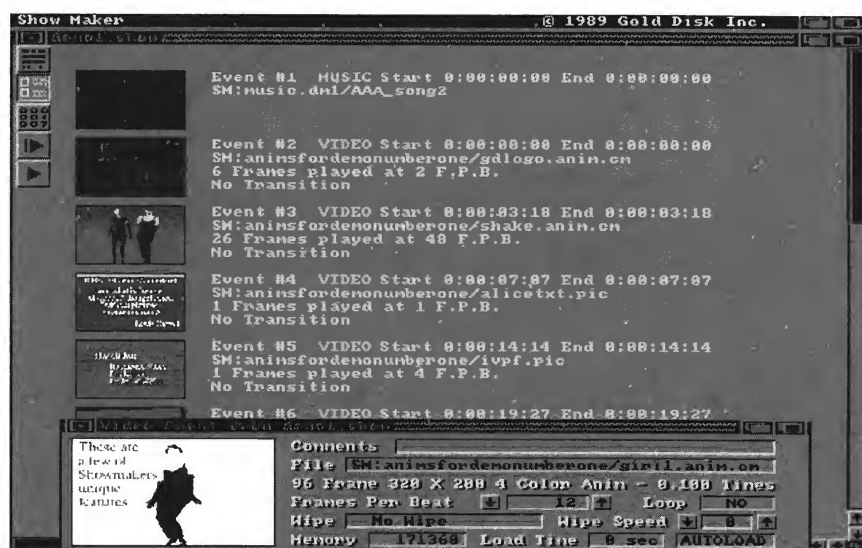 Show Maker © 1989 Gold Disk Inc.
Event #1 MUSIC Start 0:00:00:00 End 0:00:00:00
SM:music.dm1/AAA_song2
Event #2 VIDEO Start 0:00:00:00 End 0:00:00:00
SM:animsfordemonumberone/gdlogo.anim.cm
6 Frames played at 2 F.P.B.
No Transition
Event #3 VIDEO Start 0:00:03:18 End 0:00:03:18
SM:animsfordemonumberone/shake.anim.cm
26 Frames played at 48 F.P.B.
No Transition
Event #4 VIDEO Start 0:00:07:07 End 0:00:07:07
SM:animsfordemonumberone/alicetxt.pic
1 Frames played at 1 F.P.B.
No Transition
Event #5 VIDEO Start 0:00:14:14 End 0:00:14:14
SM:animsfordemonumberone/ivpf.pic
1 Frames played at 4 F.P.B.
No Transition
Event #6 VIDEO Start 0:00:19:27 End 0:00:19:27
These are
a few of
Showmakers
unique
features
Comments
File SM:animsfordemonumberone/girl1.anim.cm
96 Frame 320 X 200 4 Color Anim - 0.100 Times
Frames Per Beat 12 Loop NO
Wipe No Wipe Wipe Speed 0
Memory 171360 Load Time 0 sec AUTOLOAD